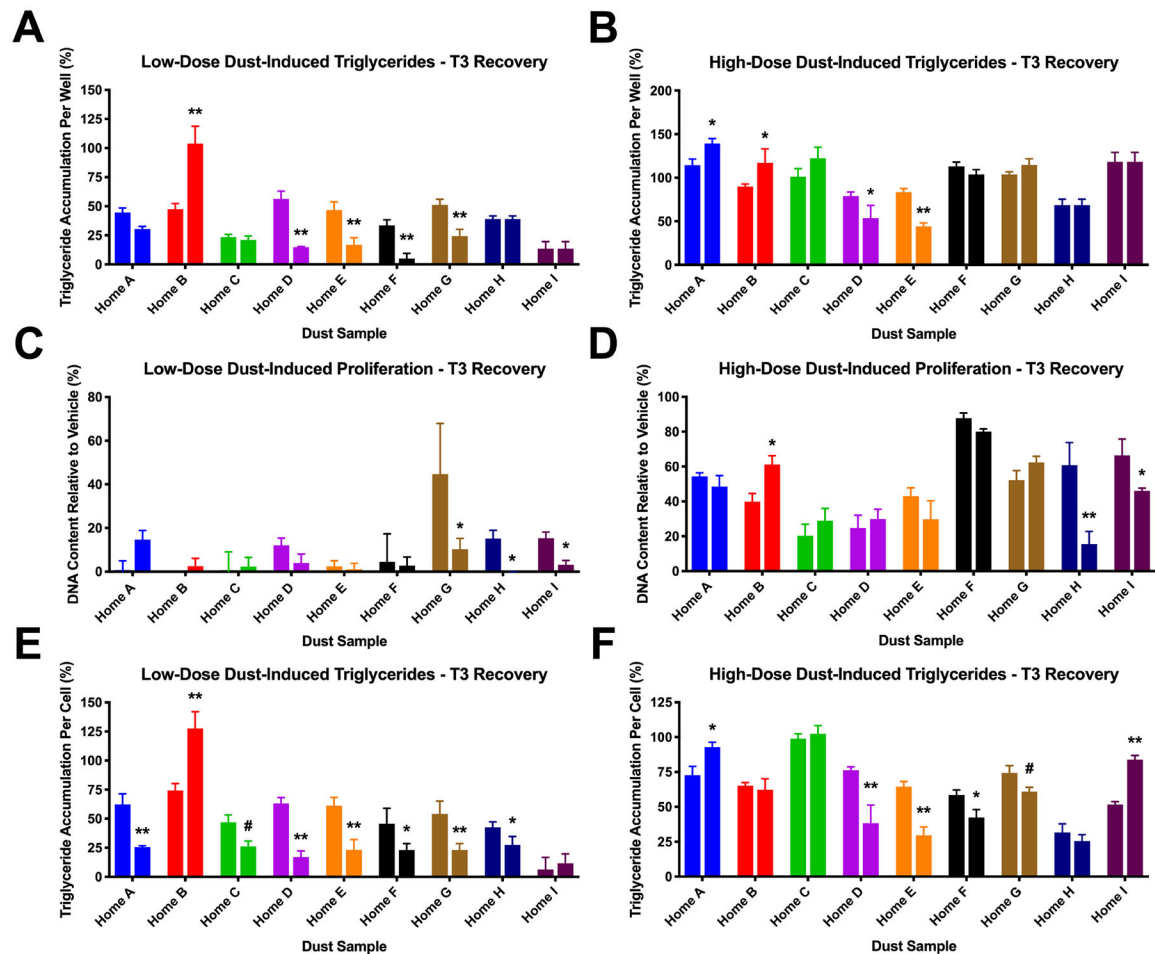 A
Low-Dose Dust-Induced Triglycerides - T3 Recovery
Triglyceride Accumulation Per Well (%)
150
125
100
75
50
25
0
**
**
**
**
**
Home A
Home B
Home C
Home D
Home E
Home F
Home G
Home H
Home I
Dust Sample
B
High-Dose Dust-Induced Triglycerides - T3 Recovery
Triglyceride Accumulation Per Well (%)
200
150
100
50
0
*
*
*
**
Home A
Home B
Home C
Home D
Home E
Home F
Home G
Home H
Home I
Dust Sample
C
Low-Dose Dust-Induced Proliferation - T3 Recovery
DNA Content Relative to Vehicle (%)
80
60
40
20
0
*
*
*
Home A
Home B
Home C
Home D
Home E
Home F
Home G
Home H
Home I
Dust Sample
D
High-Dose Dust-Induced Proliferation - T3 Recovery
DNA Content Relative to Vehicle (%)
100
80
60
40
20
0
*
**
*
Home A
Home B
Home C
Home D
Home E
Home F
Home G
Home H
Home I
Dust Sample
E
Low-Dose Dust-Induced Triglycerides - T3 Recovery
Triglyceride Accumulation Per Cell (%)
150
125
100
75
50
25
0
**
**
#
**
**
*
**
*
Home A
Home B
Home C
Home D
Home E
Home F
Home G
Home H
Home I
Dust Sample
F
High-Dose Dust-Induced Triglycerides - T3 Recovery
Triglyceride Accumulation Per Cell (%)
125
100
75
50
25
0
*
**
**
*
#
**
Home A
Home B
Home C
Home D
Home E
Home F
Home G
Home H
Home I
Dust Sample